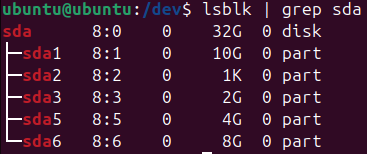 ubuntu@ubuntu:/dev$ lsblk | grep sda
sda 8:0 0 32G 0 disk
├─sda1 8:1 0 10G 0 part
├─sda2 8:2 0 1K 0 part
├─sda3 8:3 0 2G 0 part
├─sda5 8:5 0 4G 0 part
└─sda6 8:6 0 8G 0 part